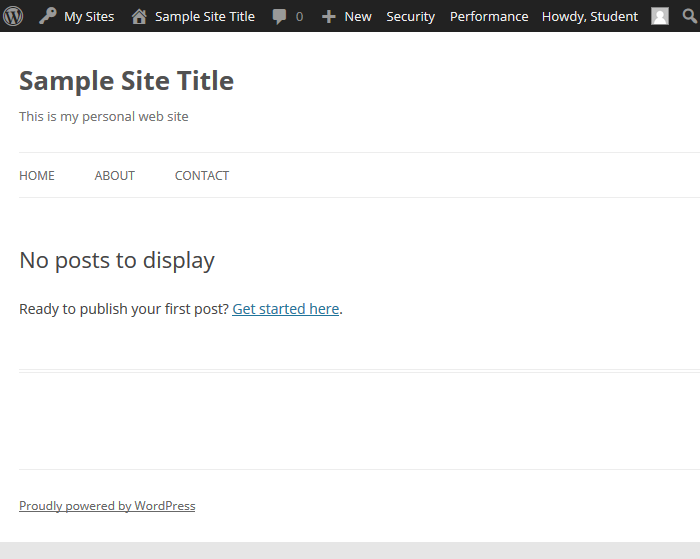 My Sites Sample Site Title 0 New Security Performance Howdy, Student
Sample Site Title
This is my personal web site
HOME ABOUT CONTACT
No posts to display
Ready to publish your first post? Get started here.
Proudly powered by WordPress